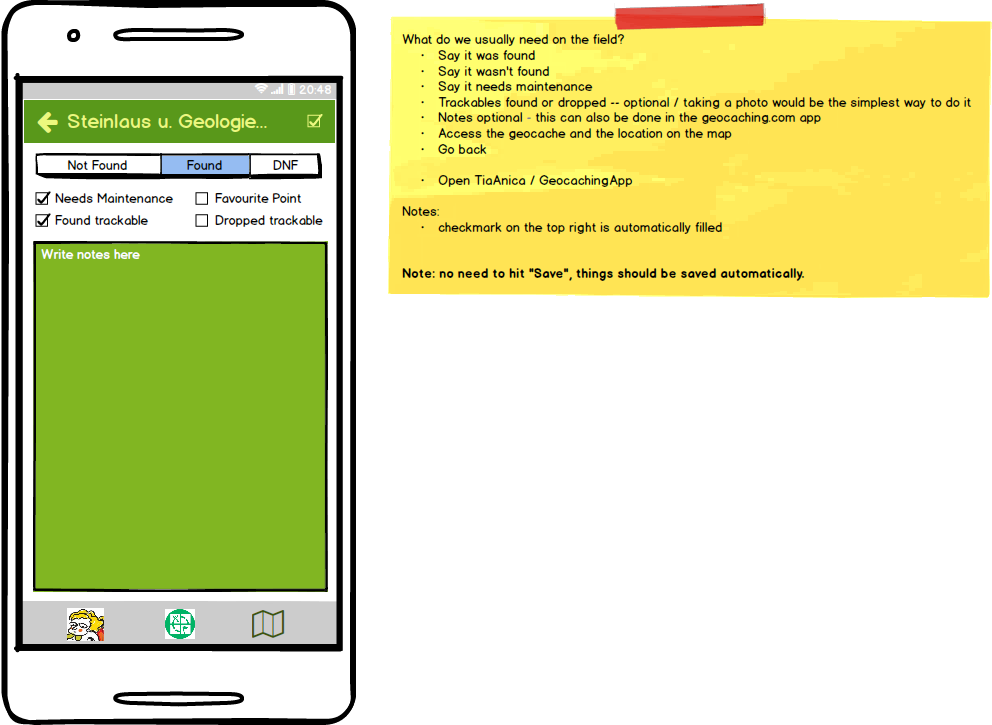 20:48
Steinlaus u. Geologie...
Not Found Found DNF
Needs Maintenance Favourite Point
Found trackable Dropped trackable
Write notes here
What do we usually need on the field?
· Say it was found
· Say it wasn't found
· Say it needs maintenance
· Trackables found or dropped -- optional / taking a photo would be the simplest way to do it
· Notes optional - this can also be done in the geocaching.com app
· Access the geocache and the location on the map
· Go back
· Open TiaAnica / GeocachingApp
Notes:
· checkmark on the top right is automatically filled
Note: no need to hit "Save", things should be saved automatically.